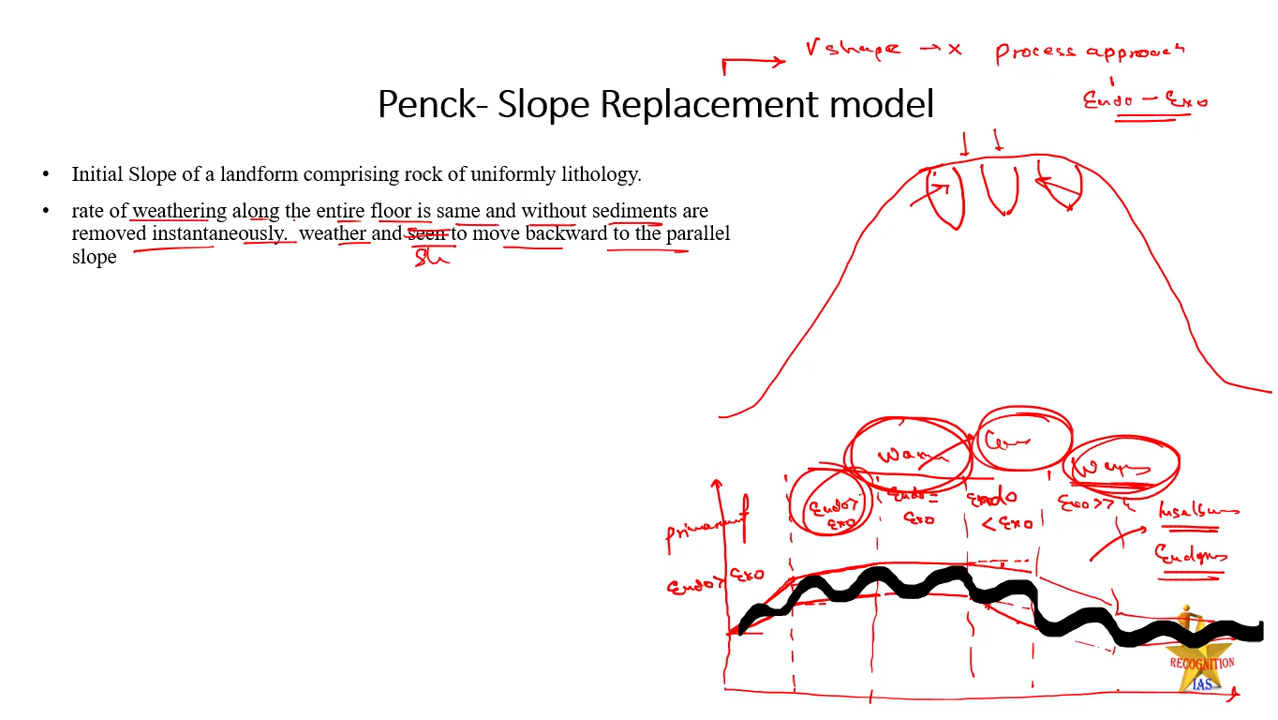 V shape → x process approach
Endo - Exo
Penck- Slope Replacement model
• Initial Slope of a landform comprising rock of uniformly lithology.
• rate of weathering along the entire floor is same and without sediments are
removed instantaneously. weather and seen to move backward to the parallel
slope
Endo >
Exo
Endo =
Exo
Endo
< Exo
Exo >>
Endo > Exo
RECOGNITION
IAS